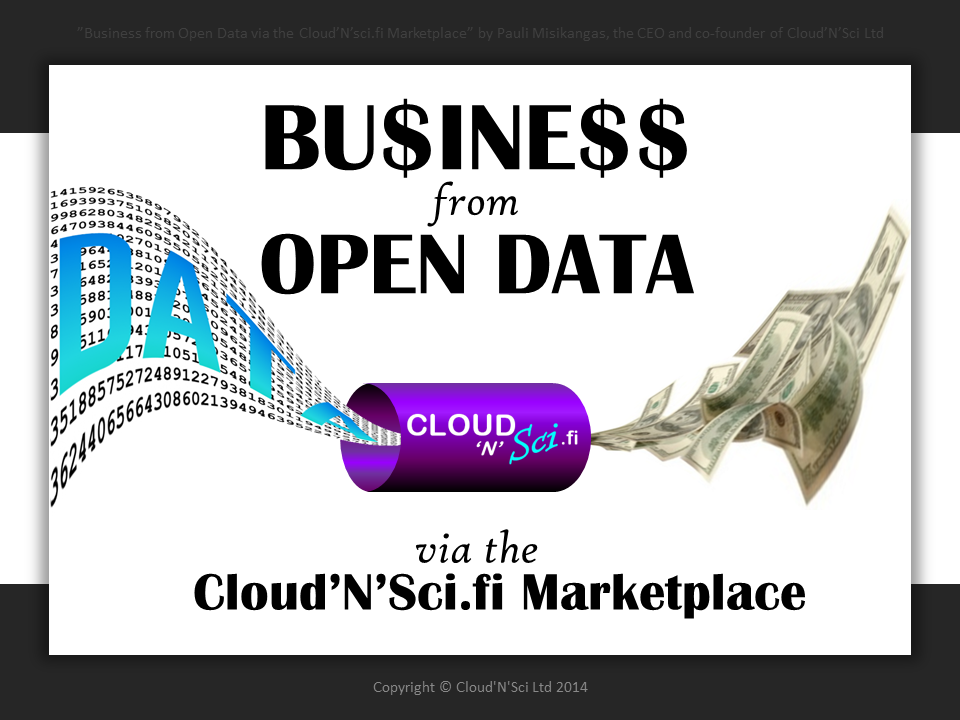 "Business from Open Data via the Cloud'N'sci.fi Marketplace" by Pauli Misikangas, the CEO and co-founder of Cloud'N'Sci Ltd
BU$INE$$
from
OPEN DATA
DATA
35188575272489122793818301
36244065664308602139494639
CLOUD
'N' Sci.fi
via the
Cloud'N'Sci.fi Marketplace
Copyright © Cloud'N'Sci Ltd 2014